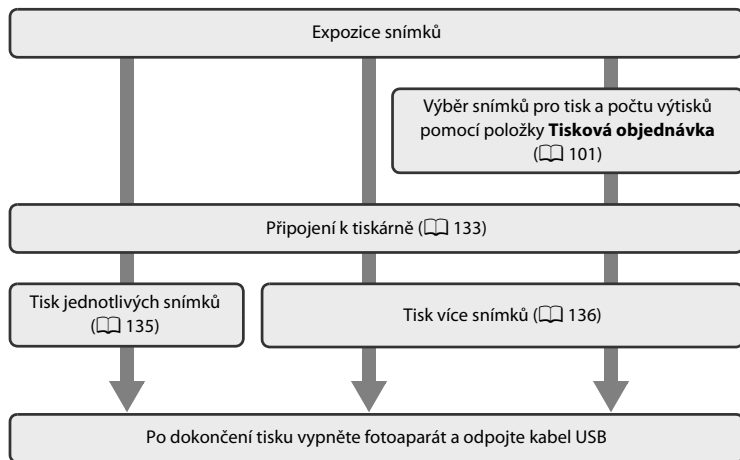 Expozice snímků
Výběr snímků pro tisk a počtu výtisků
pomocí položky Tisková objednávka
(📖 101)
Připojení k tiskárně (📖 133)
Tisk jednotlivých snímků
(📖 135)
Tisk více snímků (📖 136)
Po dokončení tisku vypněte fotoaparát a odpojte kabel USB